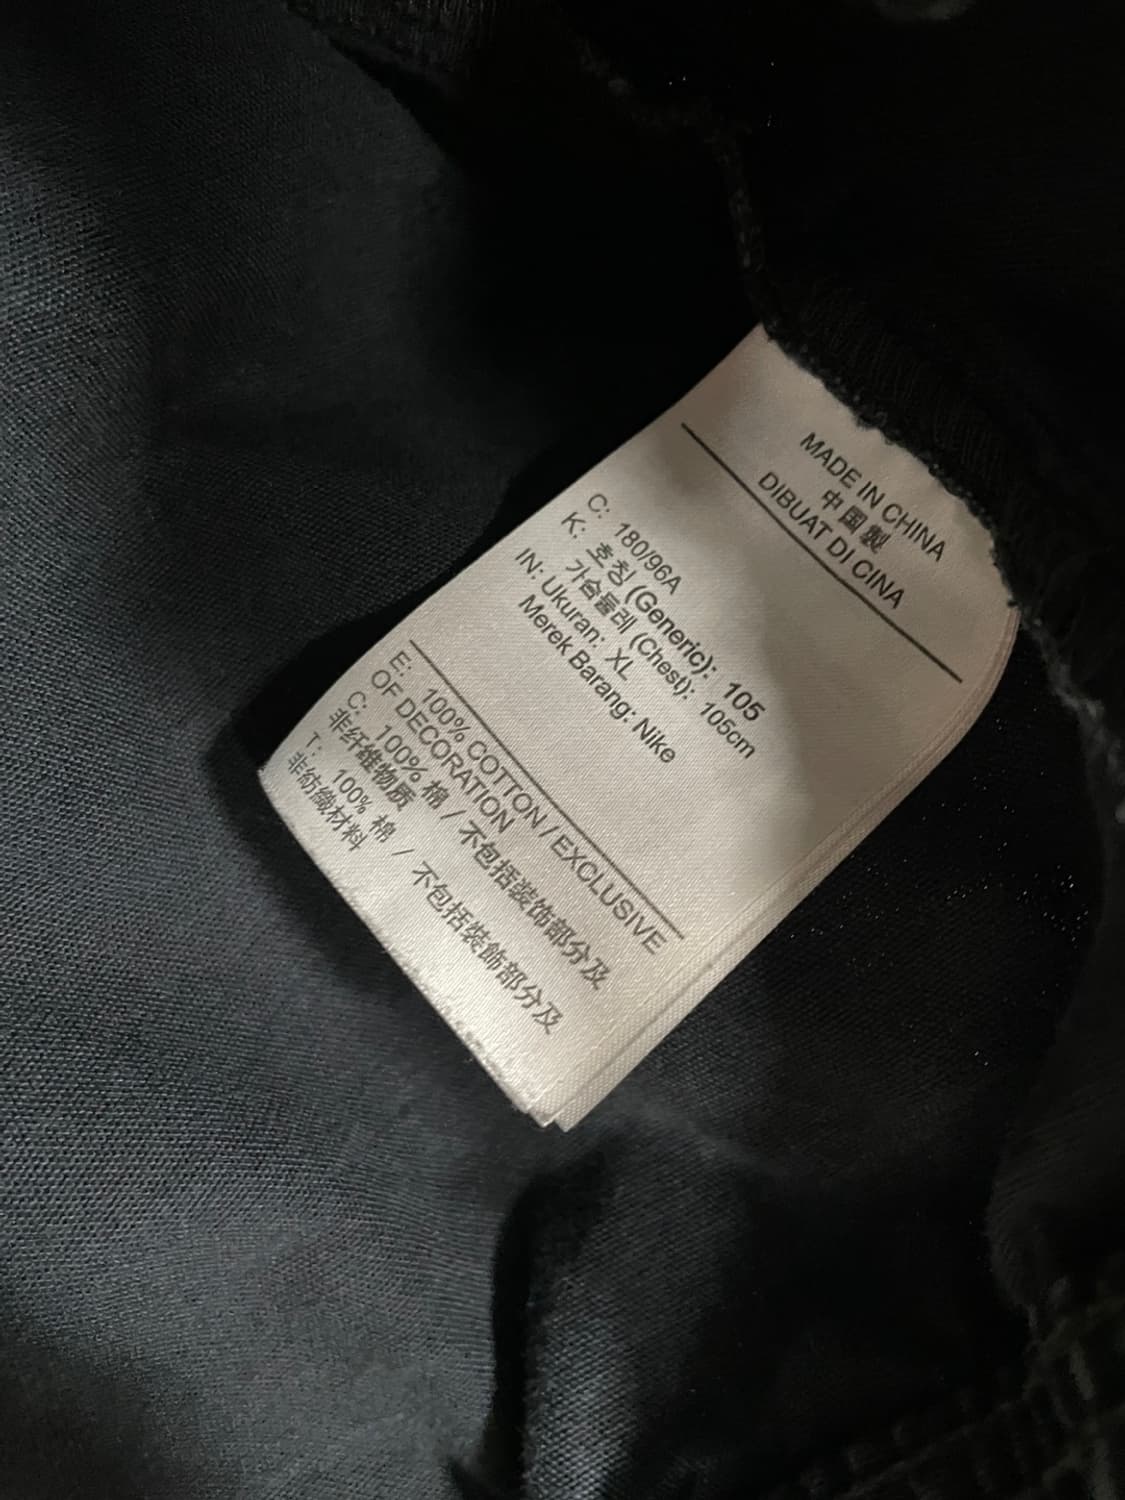 MADE IN CHINA
中国製
DIBUAT DI CINA
C: 180/96A
K: 호칭 (Generic): 105
가슴둘레 (Chest): 105cm
IN: Ukuran: XL
Merek Barang: Nike
E: 100% COTTON / EXCLUSIVE
OF DECORATION
C: 100% 棉 / 不包括装饰部分及
非纤维物质
T: 100% 棉 / 不包括裝飾部分及
非紡織材料